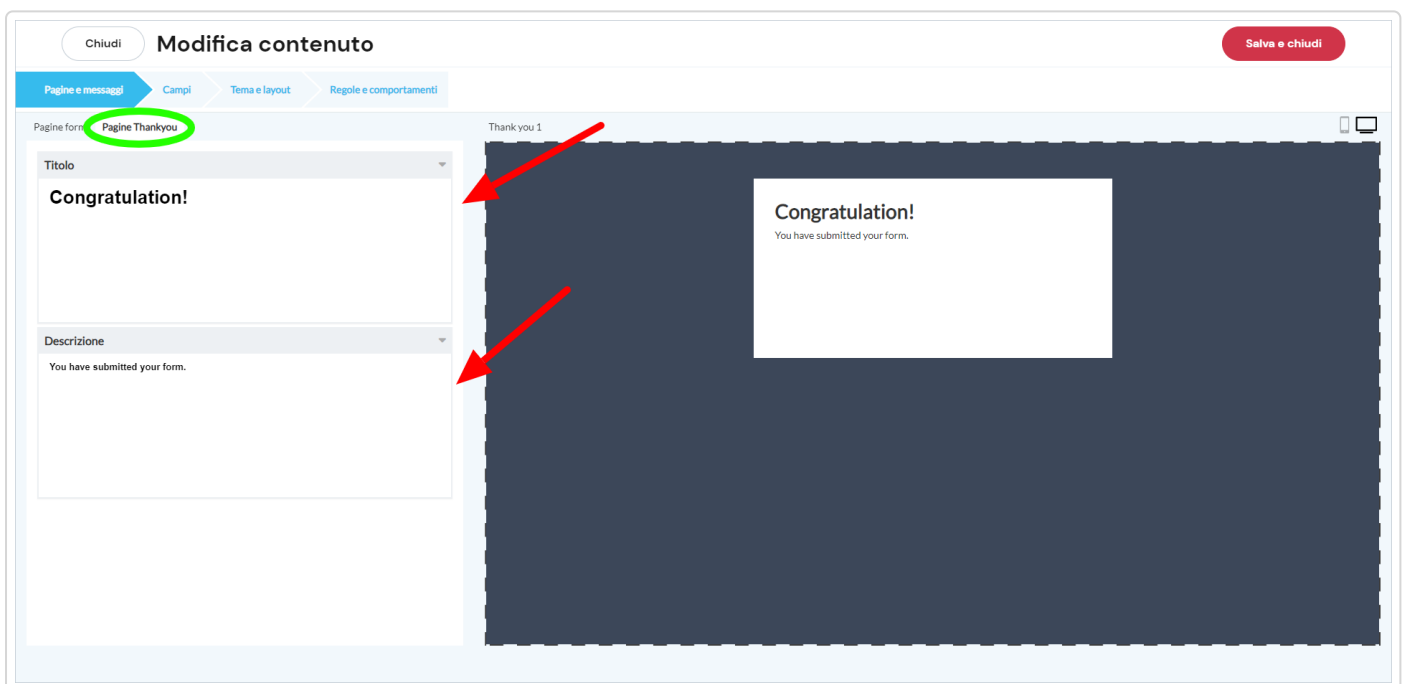 Chiudi
Modifica contenuto
Salva e chiudi
Pagine e messaggi
Campi
Tema e layout
Regole e comportamenti
Pagine form
Pagine Thankyou
Thank you 1
Titolo
Congratulation!
Descrizione
You have submitted your form.
Congratulation!
You have submitted your form.